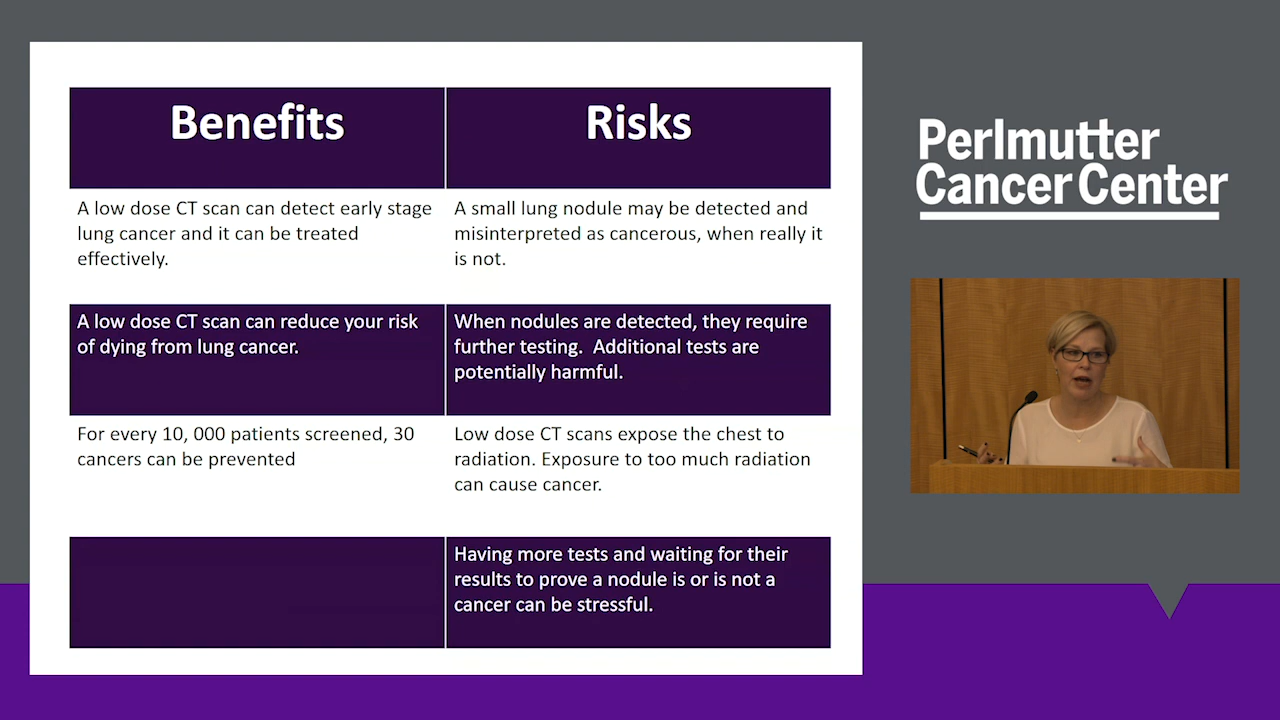 Benefits
Risks
A low dose CT scan can detect early stage
lung cancer and it can be treated
effectively.
A small lung nodule may be detected and
misinterpreted as cancerous, when really it
is not.
A low dose CT scan can reduce your risk
of dying from lung cancer.
When nodules are detected, they require
further testing.  Additional tests are
potentially harmful.
For every 10, 000 patients screened, 30
cancers can be prevented
Low dose CT scans expose the chest to
radiation. Exposure to too much radiation
can cause cancer.
Having more tests and waiting for their
results to prove a nodule is or is not a
cancer can be stressful.
Perlmutter
Cancer Center